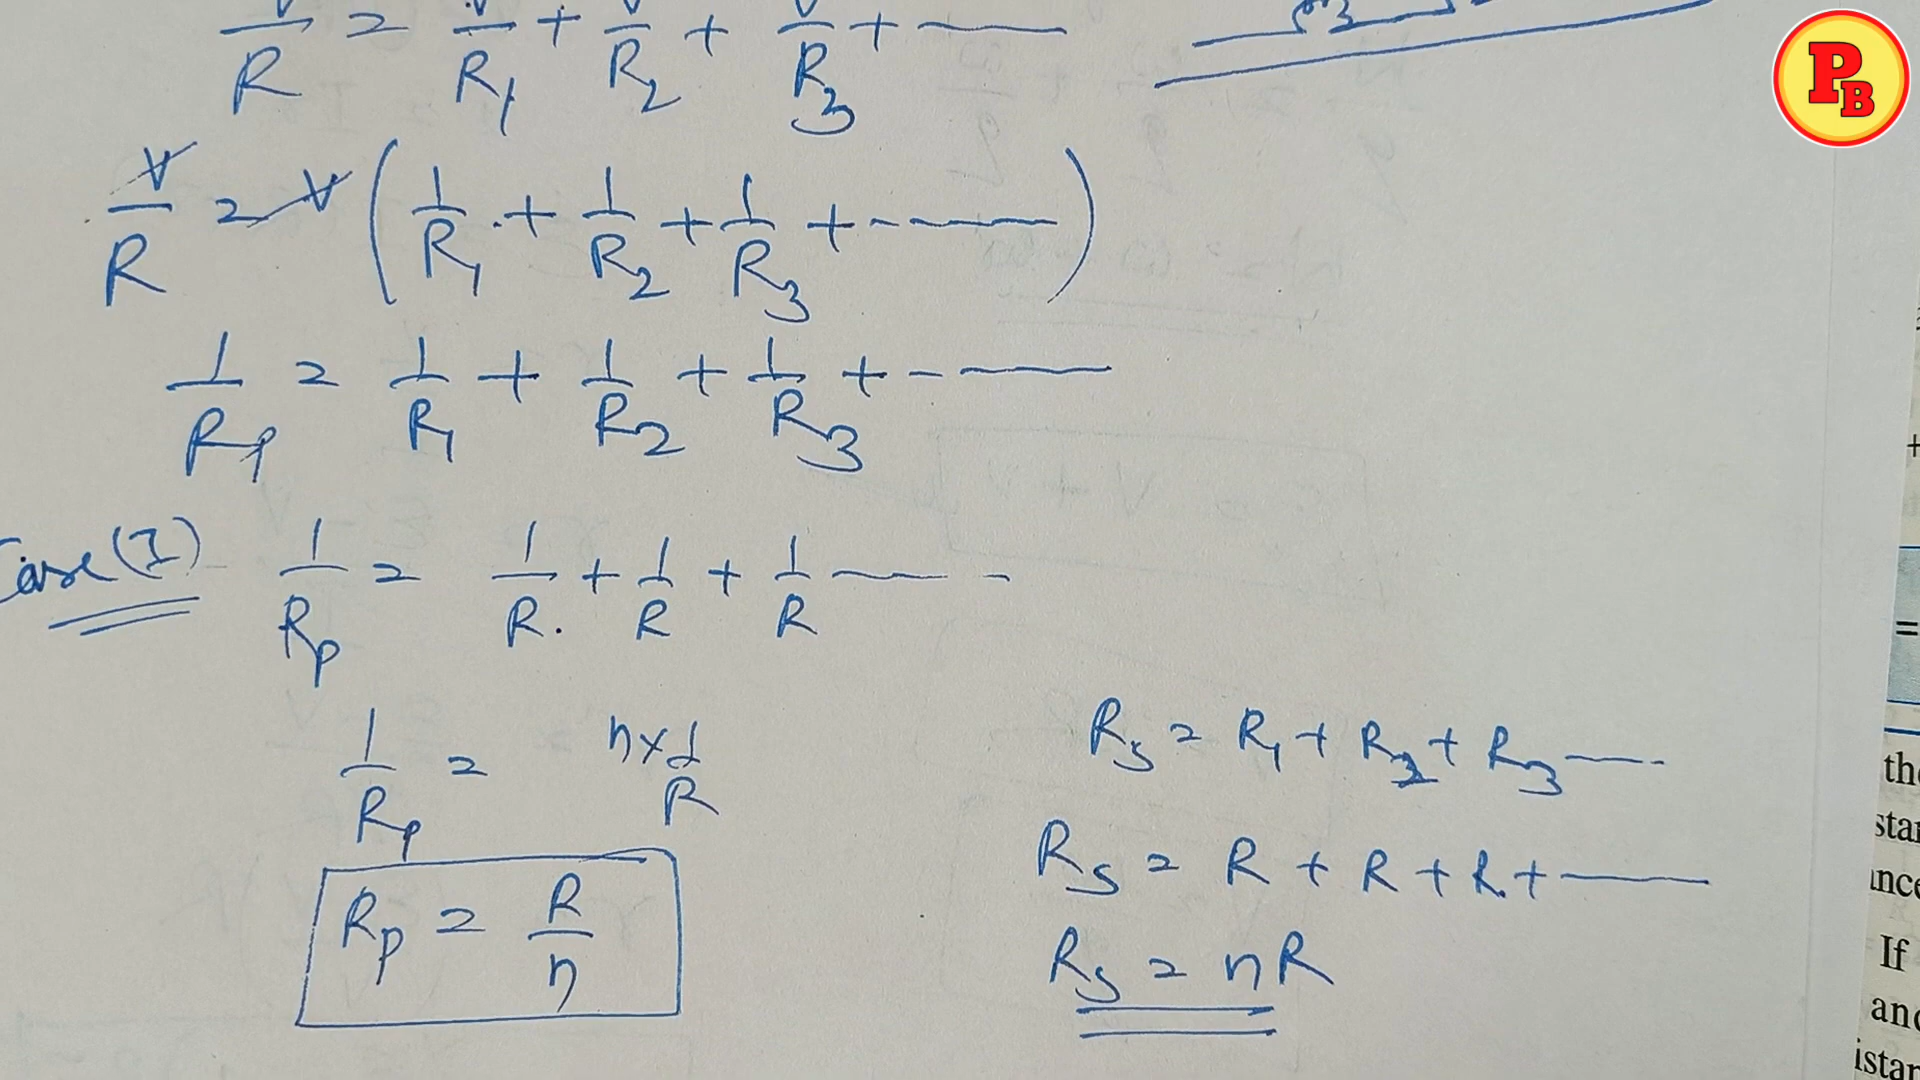 V/R = V/R₁ + V/R₂ + V/R₃ + ——
PB
V/R = V (1/R₁ + 1/R₂ + 1/R₃ + - ——)
1/Rp = 1/R₁ + 1/R₂ + 1/R₃ + - ——
Case (I) 1/Rp = 1/R + 1/R + 1/R —— -
1/Rp = n × 1/R
Rp = R/n
Rs = R₁ + R₂ + R₃ ——
Rs = R + R + R + ——
Rs = nR
+
=
If